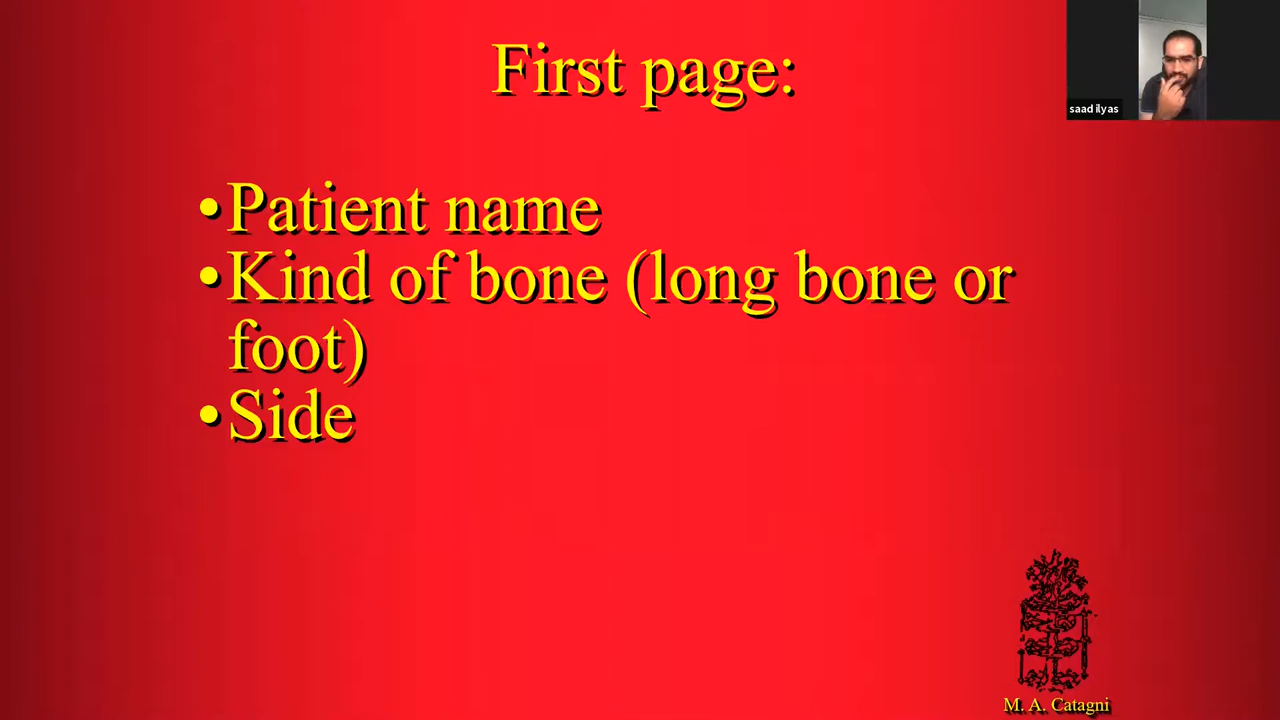 First page:
saad ilyas
•Patient name
•Kind of bone (long bone or
foot)
•Side
M. A. Catagni